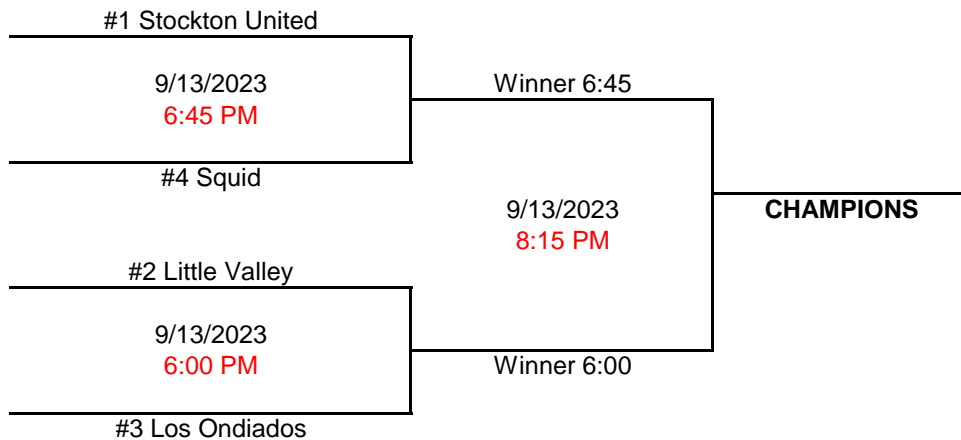 #1 Stockton United
9/13/2023
6:45 PM
Winner 6:45
#4 Squid
9/13/2023
8:15 PM
CHAMPIONS
#2 Little Valley
9/13/2023
6:00 PM
Winner 6:00
#3 Los Ondiados